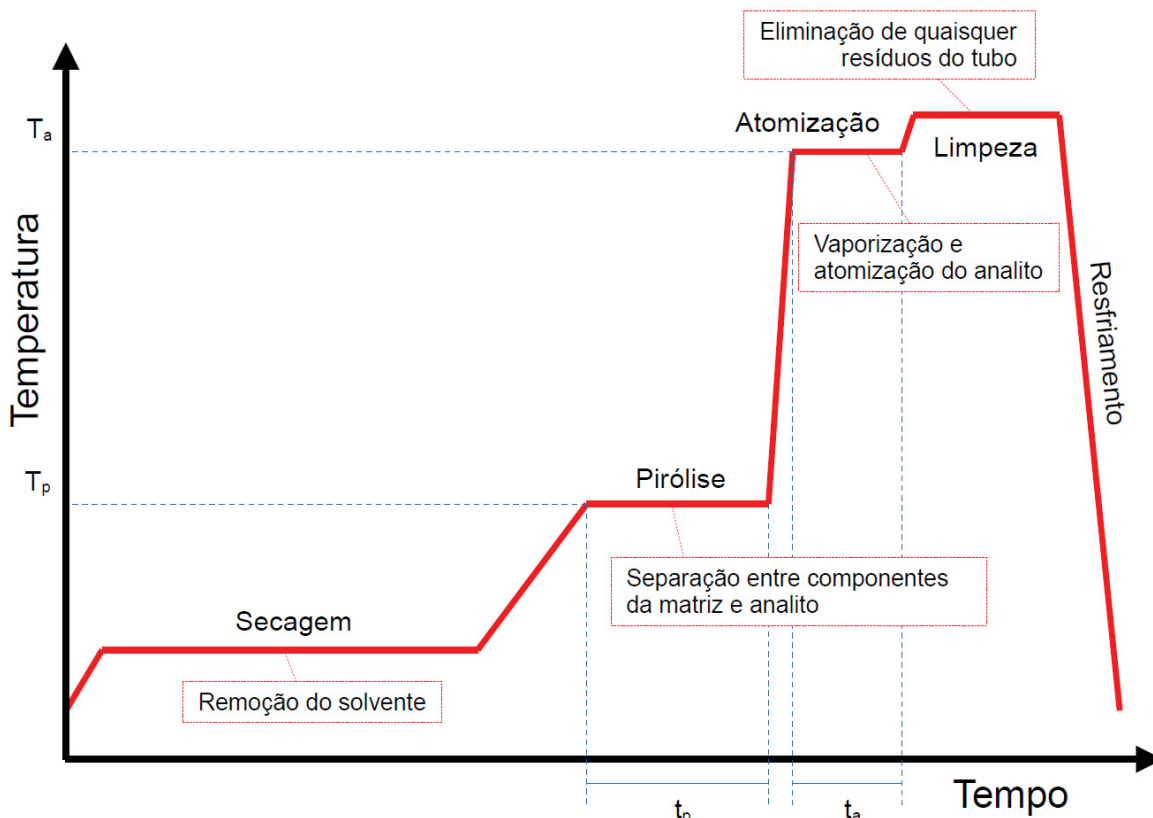 Eliminação de quaisquer
resíduos do tubo
Tₐ
Atomização
Limpeza
Vaporização e
atomização do analito
Resfriamento
Temperatura
Tₚ
Pirólise
Separação entre componentes
da matriz e analito
Secagem
Remoção do solvente
tₚ
tₐ
Tempo